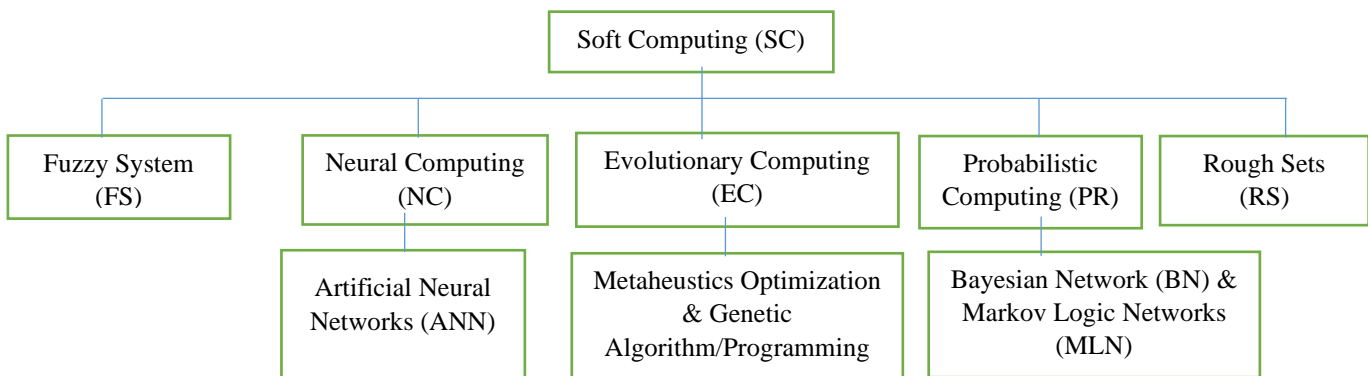 Soft Computing (SC)
Fuzzy System
(FS)
Neural Computing
(NC)
Evolutionary Computing
(EC)
Probabilistic
Computing (PR)
Rough Sets
(RS)
Artificial Neural
Networks (ANN)
Metaheustics Optimization
& Genetic
Algorithm/Programming
Bayesian Network (BN) &
Markov Logic Networks
(MLN)